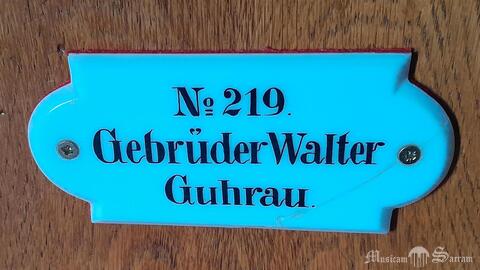 № 219.
Gebrüder Walter
Guhrau.
Musicam Sacram